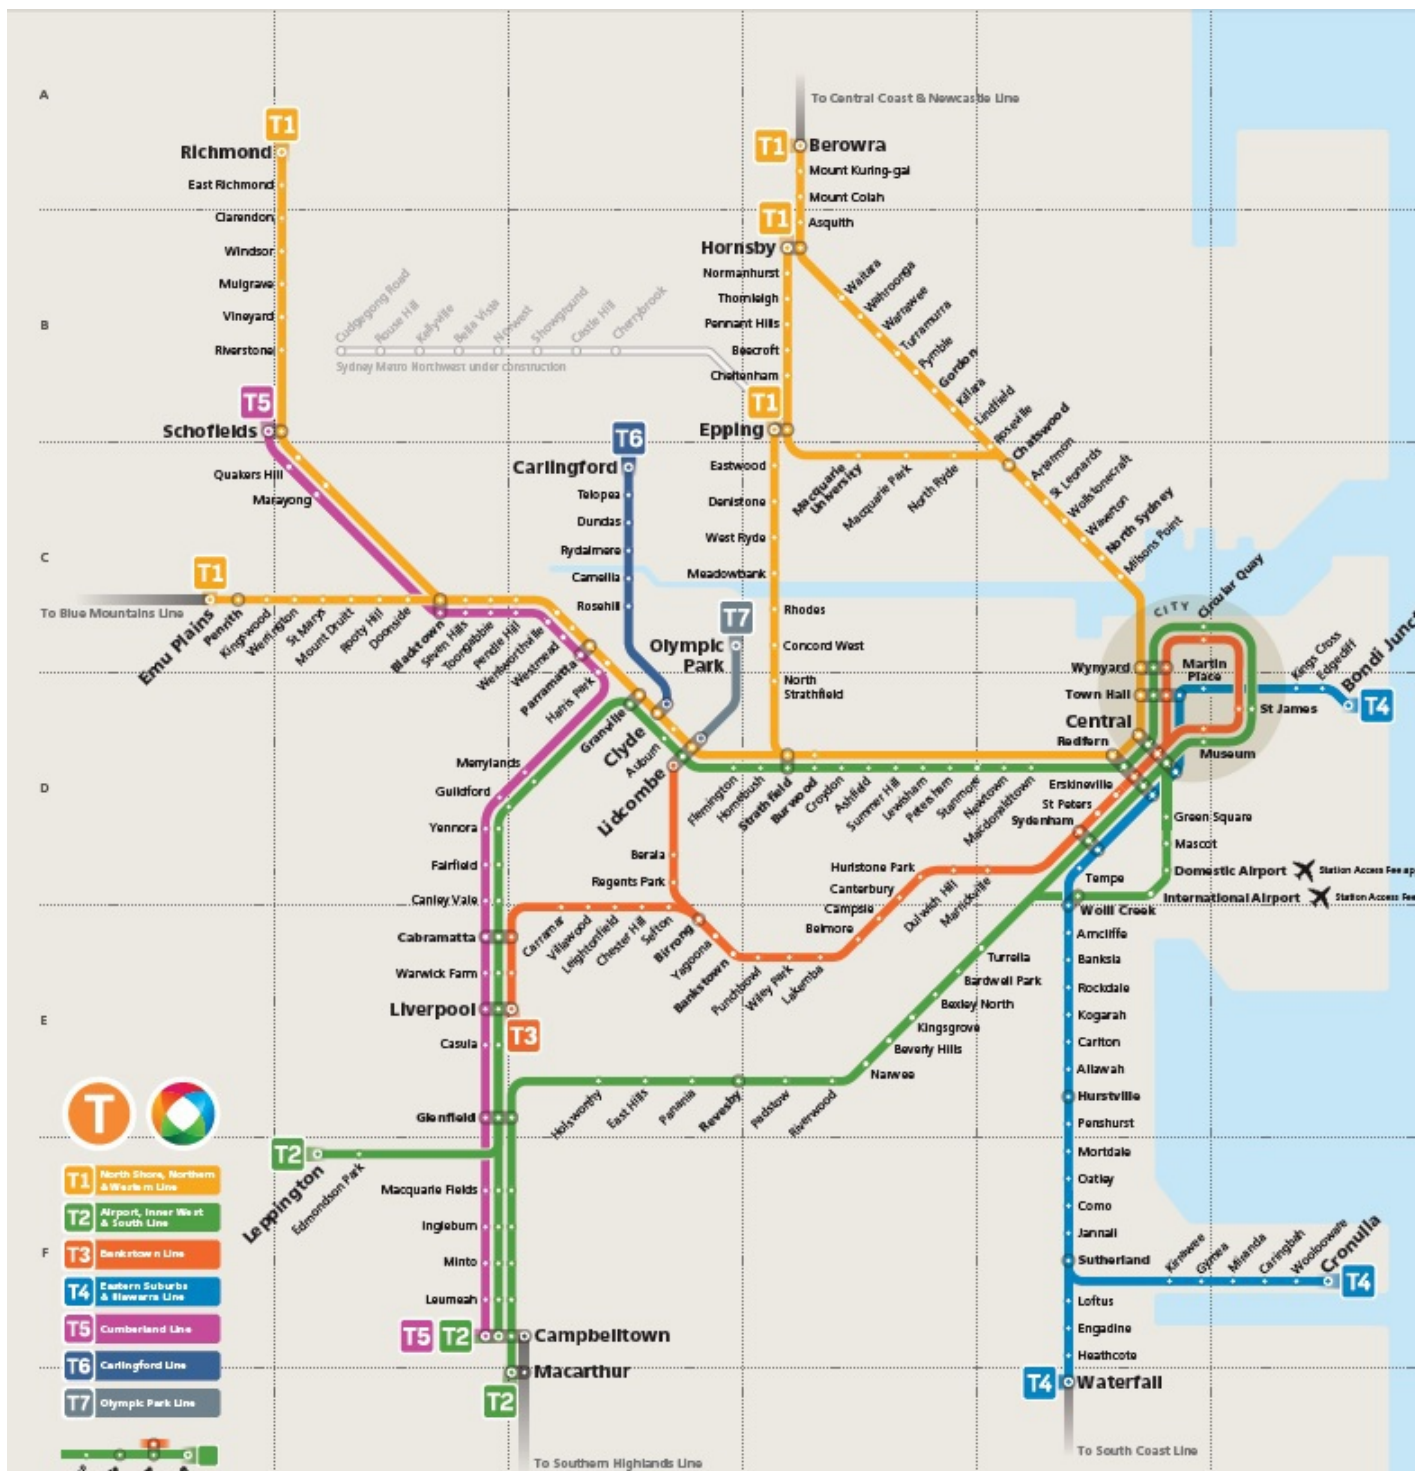 A
To Central Coast & Newcastle Line
T1
Richmond
T1
Berowra
East Richmond
Mount Kuring-gai
Mount Colah
Clarendon
T1
Asquith
Windsor
Hornsby
Mulgrave
Normanhurst
Thornleigh
Vineyard
Pennant Hills
Riverstone
Beecroft
Cheltenham
B
Cudgegong Road
Rouse Hill
Kellyville
Bella Vista
Norwest
Showground
Castle Hill
Cherrybrook
Sydney Metro Northwest under construction
Waitara
Wahroonga
Warrawee
Turramurra
Pymble
Gordon
Killara
Lindfield
Roseville
Chatswood
Artarmon
St Leonards
Wollstonecraft
Waverton
North Sydney
Milsons Point
T5
T1
Schofields
T6
Epping
Quakers Hill
Marayong
Carlingford
Telopea
Dundas
Rydalmere
Camellia
Rosehill
Eastwood
Denistone
West Ryde
Meadowbank
Rhodes
Concord West
North
Strathfield
Macquarie
University
Macquarie Park
North Ryde
C
T1
To Blue Mountains Line
Emu Plains
Penrith
Kingswood
Werrington
St Marys
Mount Druitt
Rooty Hill
Doonside
Blacktown
Seven Hills
Toongabbie
Pendle Hill
Wentworthville
Westmead
Parramatta
Harris Park
T7
Olympic
Park
CITY
Circular Quay
Wynyard
Martin
Place
Town Hall
Kings Cross
Edgecliff
Bondi Junct
T4
Central
St James
Redfern
Museum
Granville
Clyde
Auburn
Lidcombe
Merrylands
Guildford
Yennora
Fairfield
Canley Vale
D
Flemington
Homebush
Strathfield
Burwood
Croydon
Ashfield
Summer Hill
Lewisham
Petersham
Stanmore
Newtown
Macdonaldtown
Erskineville
St Peters
Sydenham
Green Square
Mascot
Domestic Airport
Station Access Fee ap
International Airport
Station Access Fee
Tempe
Wolli Creek
Berala
Regents Park
Hurlstone Park
Canterbury
Campsie
Belmore
Dulwich Hill
Marrickville
Cabramatta
Carramar
Villawood
Leightonfield
Chester Hill
Sefton
Birrong
Yagoona
Bankstown
Punchbowl
Wiley Park
Lakemba
Warwick Farm
Liverpool
T3
Casula
E
Turrella
Bardwell Park
Bexley North
Kingsgrove
Beverly Hills
Narwee
Arncliffe
Banksia
Rockdale
Kogarah
Carlton
Allawah
Hurstville
Penshurst
Mortdale
Oatley
Como
Jannali
Sutherland
Glenfield
Holsworthy
East Hills
Panania
Revesby
Padstow
Riverwood
T2
Leppington
Edmondson Park
Macquarie Fields
Ingleburn
Minto
Leumeah
F
T5
T2
Campbelltown
Macarthur
T2
To Southern Highlands Line
Kirrawee
Gymea
Miranda
Caringbah
Woolooware
Cronulla
T4
Loftus
Engadine
Heathcote
T4
Waterfall
To South Coast Line
T
T1 North Shore, Northern
& Western Line
T2 Airport, Inner West
& South Line
T3 Bankstown Line
T4 Eastern Suburbs
& Illawarra Line
T5 Cumberland Line
T6 Carlingford Line
T7 Olympic Park Line